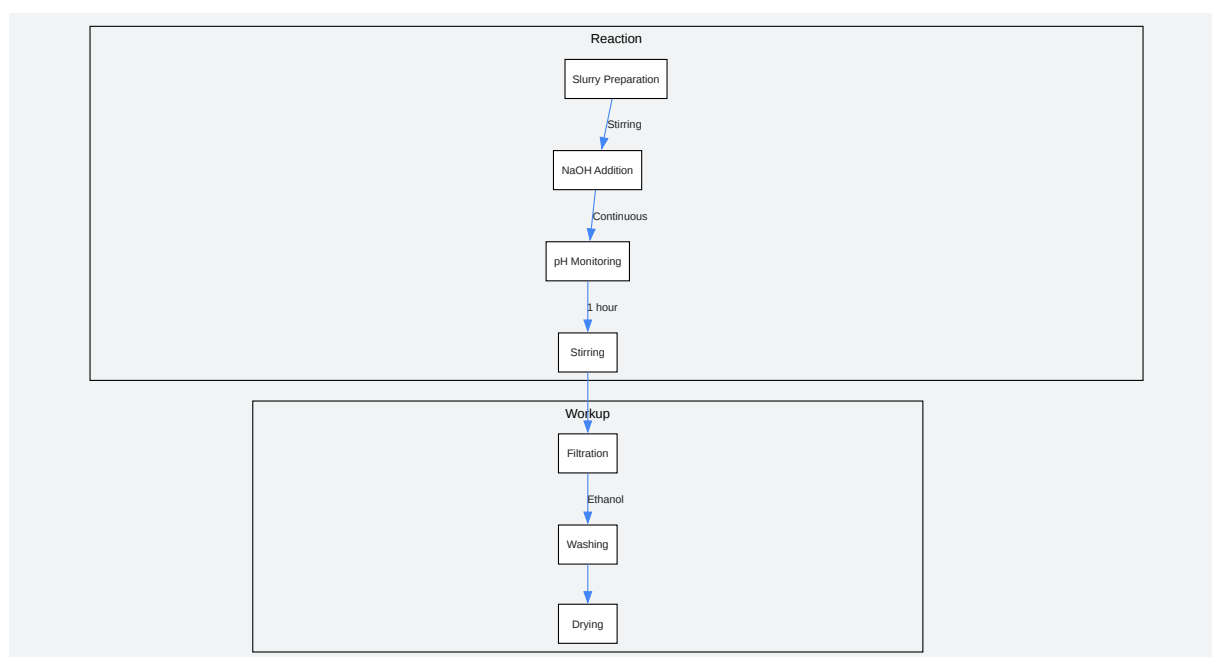 Reaction
Slurry Preparation
Stirring
NaOH Addition
Continuous
pH Monitoring
1 hour
Stirring
Workup
Filtration
Ethanol
Washing
Drying